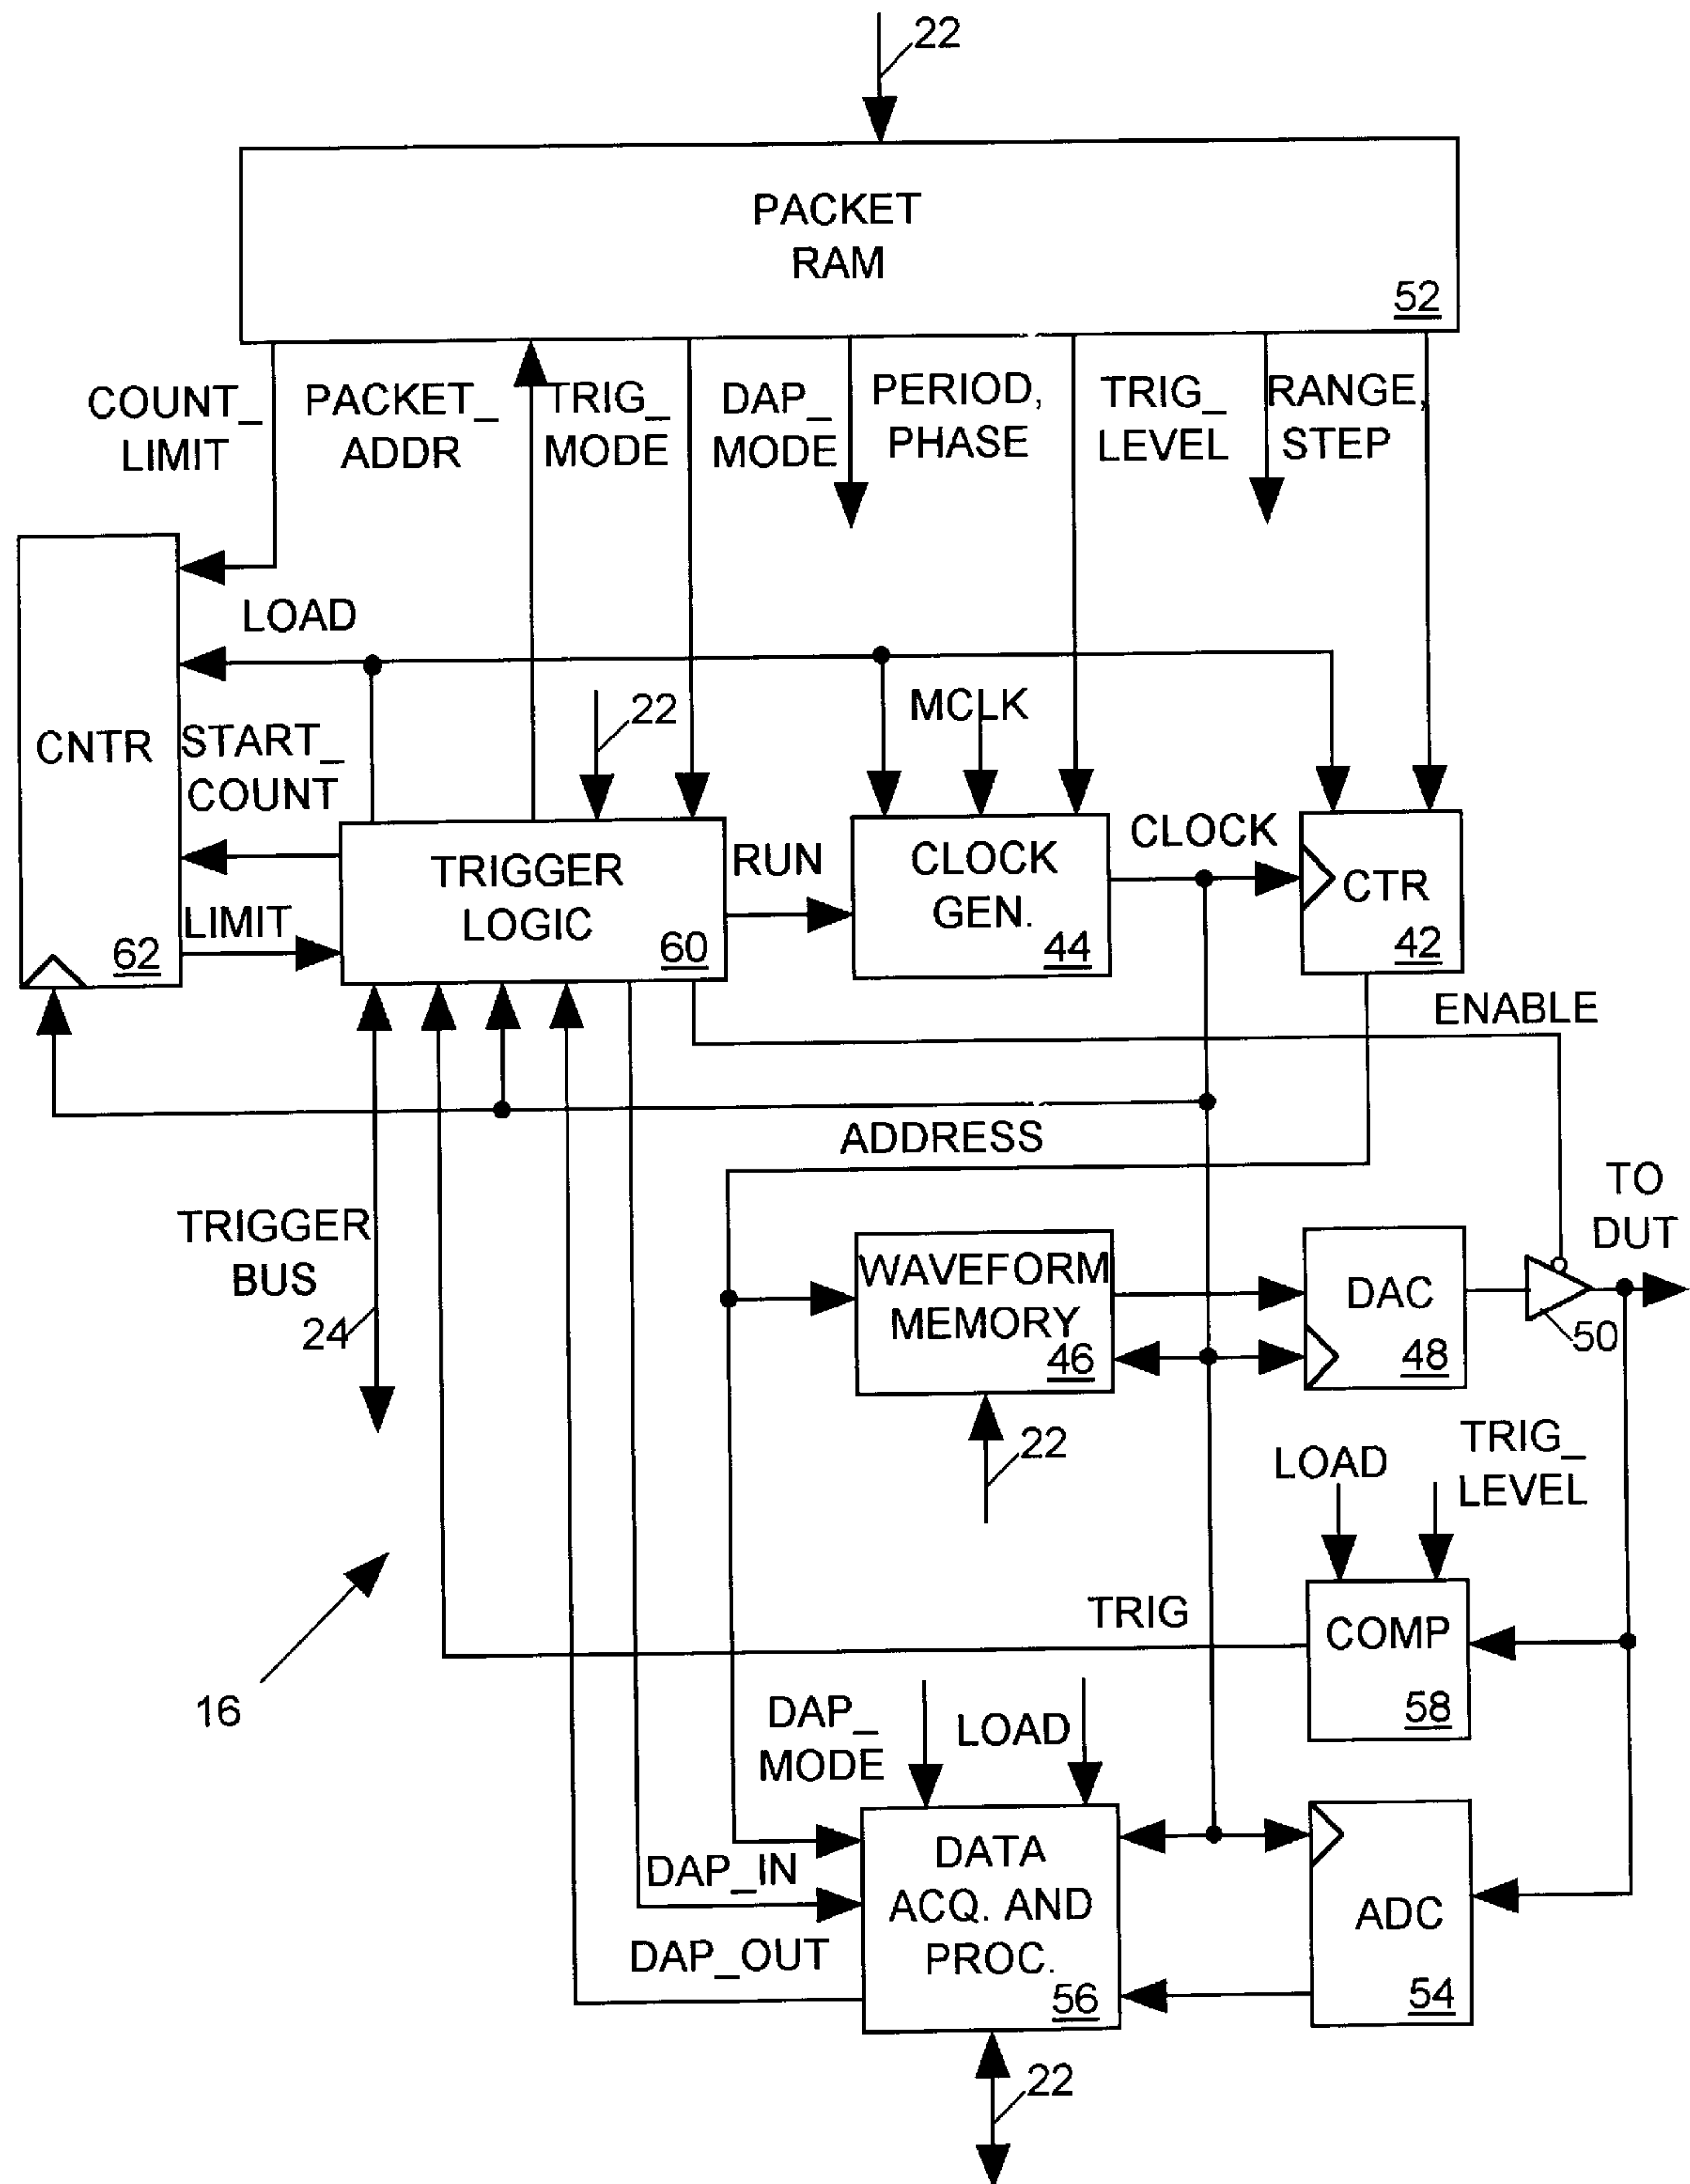 22
PACKET
RAM
52
COUNT_
LIMIT
PACKET_
ADDR
TRIG_
MODE
DAP_
MODE
PERIOD,
PHASE
TRIG_
LEVEL
RANGE,
STEP
LOAD
22
MCLK
CNTR
62
START_
COUNT
LIMIT
TRIGGER
LOGIC
60
RUN
CLOCK
GEN.
44
CLOCK
CTR
42
ENABLE
ADDRESS
TRIGGER
BUS
24
WAVEFORM
MEMORY
46
22
DAC
48
50
TO
DUT
LOAD
TRIG_
LEVEL
TRIG
COMP
58
16
DAP_
MODE
LOAD
DAP_IN
DAP_OUT
DATA
ACQ. AND
PROC.
56
ADC
54
22